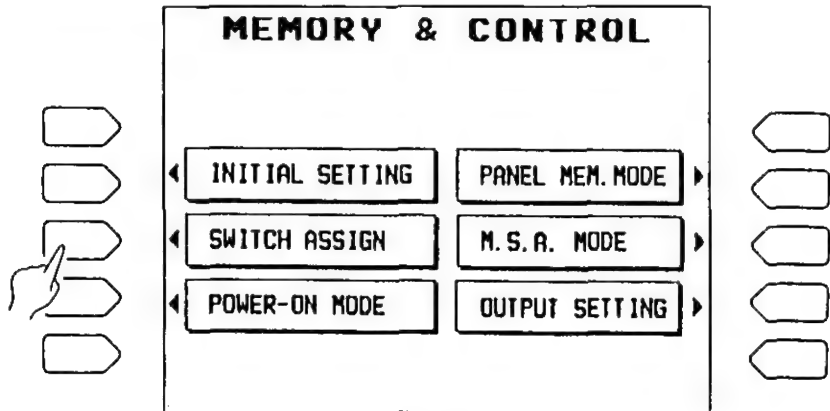 MEMORY & CONTROL
INITIAL SETTING
PANEL MEM. MODE
SWITCH ASSIGN
M. S. A. MODE
POWER-ON MODE
OUTPUT SETTING